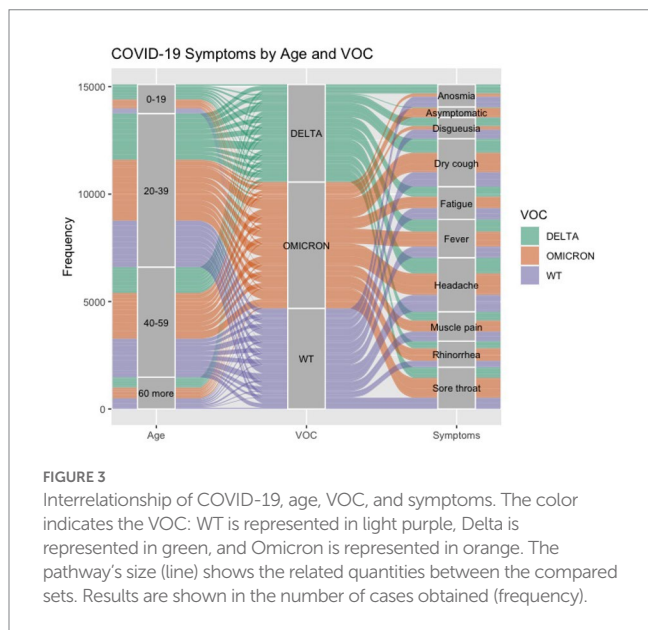 COVID-19 Symptoms by Age and VOC
15000
10000
5000
0
Frequency
0-19
20-39
40-59
60 more
DELTA
OMICRON
WT
Anosmia
Asymptomatic
Disgueusia
Dry cough
Fatigue
Fever
Headache
Muscle pain
Rhinorrhea
Sore throat
Age
VOC
Symptoms
VOC
DELTA
OMICRON
WT
FIGURE 3
Interrelationship of COVID-19, age, VOC, and symptoms. The color
indicates the VOC: WT is represented in light purple, Delta is
represented in green, and Omicron is represented in orange. The
pathway's size (line) shows the related quantities between the compared
sets. Results are shown in the number of cases obtained (frequency).